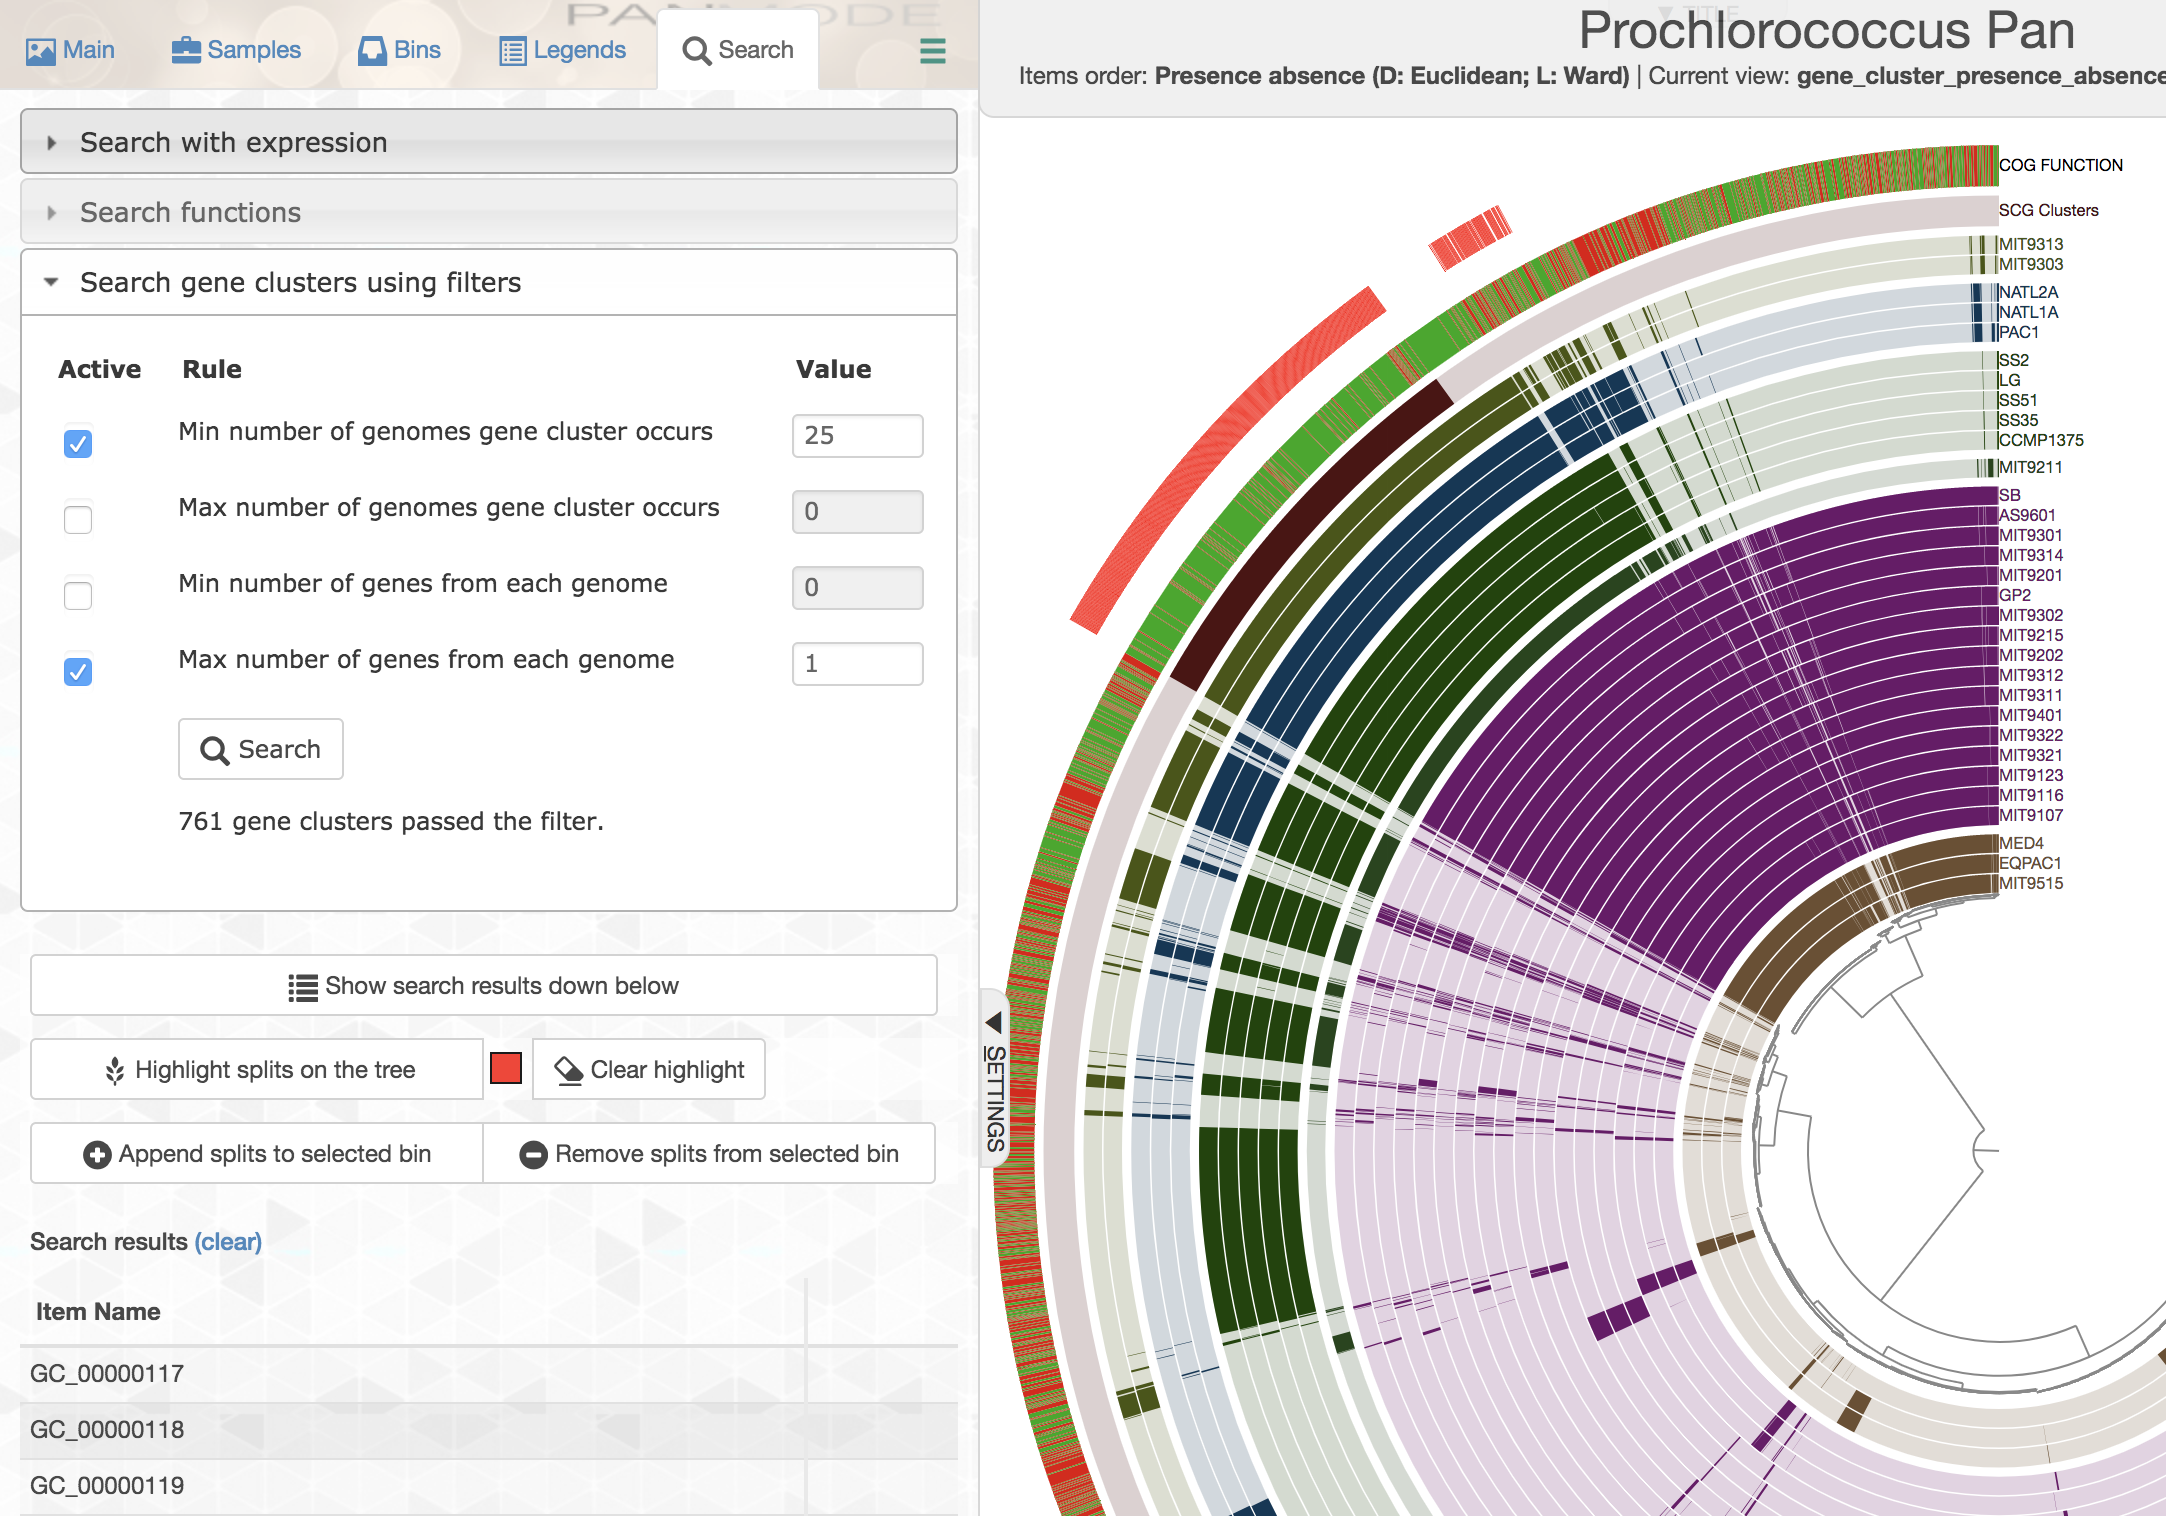 PAN MODE
Main
Samples
Bins
Legends
Search
Search with expression
Search functions
Search gene clusters using filters
Active Rule Value
Min number of genomes gene cluster occurs 25
Max number of genomes gene cluster occurs 0
Min number of genes from each genome 0
Max number of genes from each genome 1
Search
761 gene clusters passed the filter.
Show search results down below
Highlight splits on the tree
Clear highlight
Append splits to selected bin
Remove splits from selected bin
Search results (clear)
Item Name
GC_00000117
GC_00000118
GC_00000119
▼ TITLE
Prochlorococcus Pan
Items order: Presence absence (D: Euclidean; L: Ward) | Current view: gene_cluster_presence_absence
SETTINGS
COG FUNCTION
SCG Clusters
MIT9313
MIT9303
NATL2A
NATL1A
PAC1
SS2
LG
SS51
SS35
CCMP1375
MIT9211
SB
AS9601
MIT9301
MIT9314
MIT9201
GP2
MIT9302
MIT9215
MIT9202
MIT9312
MIT9311
MIT9401
MIT9322
MIT9321
MIT9123
MIT9116
MIT9107
MED4
EQPAC1
MIT9515